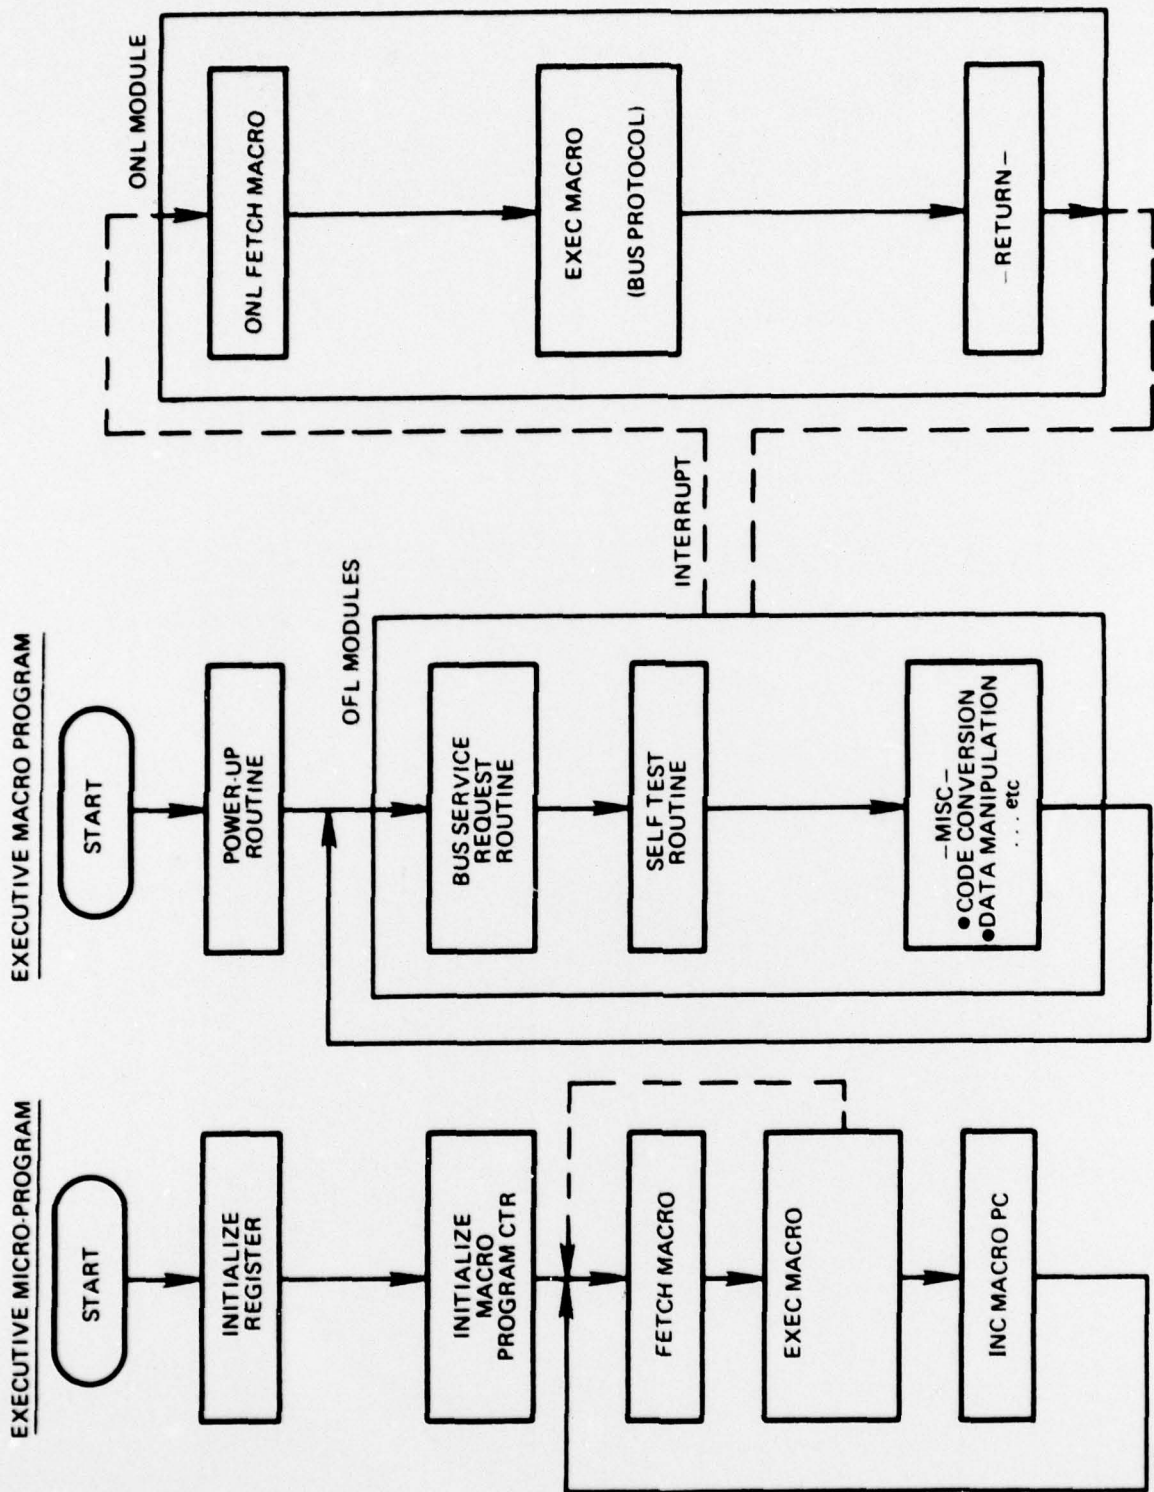 EXECUTIVE MICRO-PROGRAM
START
INITIALIZE
REGISTER
INITIALIZE
MACRO
PROGRAM CTR
FETCH MACRO
EXEC MACRO
INC MACRO PC
EXECUTIVE MACRO PROGRAM
START
POWER-UP
ROUTINE
OFL MODULES
BUS SERVICE
REQUEST
ROUTINE
SELF TEST
ROUTINE
–MISC–
●CODE CONVERSION
●DATA MANIPULATION
...etc
INTERRUPT
ONL MODULE
ONL FETCH MACRO
EXEC MACRO
(BUS PROTOCOL)
–RETURN–